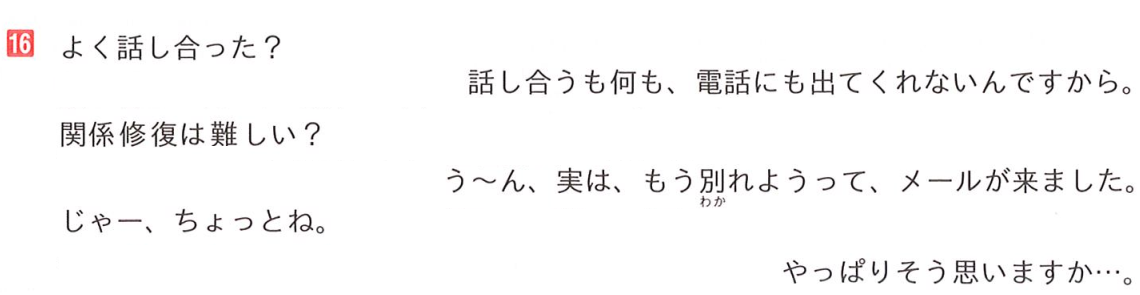 16 よく話し合った？
話し合うも何も、電話にも出てくれないんですから。
関係修復は難しい？
う～ん、実は、もう別れようって、メールが来ました。
わか
じゃー、ちょっとね。
やっぱりそう思いますか…。